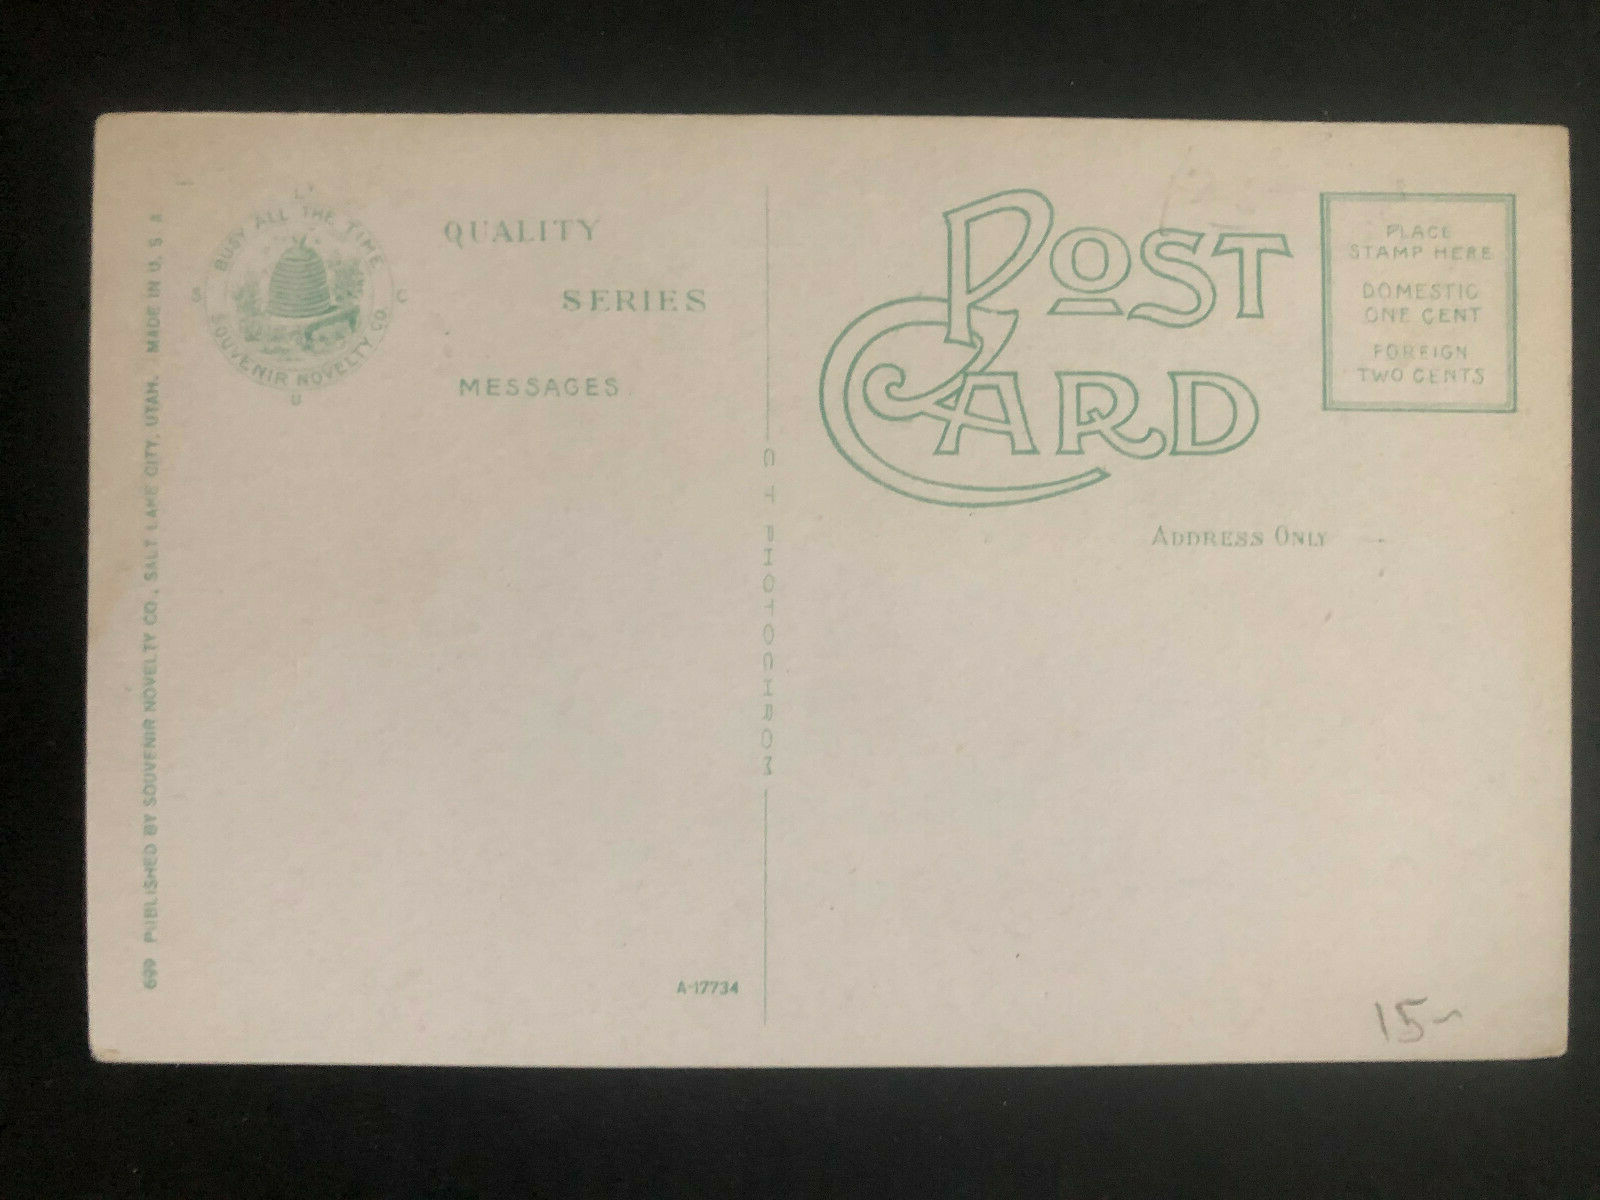 699 PUBLISHED BY SOUVENIR NOVELTY CO., SALT LAKE CITY, UTAH. MADE IN U. S. A
BUSY ALL THE TIME
S C
SOUVENIR NOVELTY CO.
U
QUALITY
SERIES
MESSAGES
C T PHOTOCHROM
A-17734
POST
CARD
PLACE
STAMP HERE
DOMESTIC
ONE CENT
FOREIGN
TWO CENTS
ADDRESS ONLY
15-